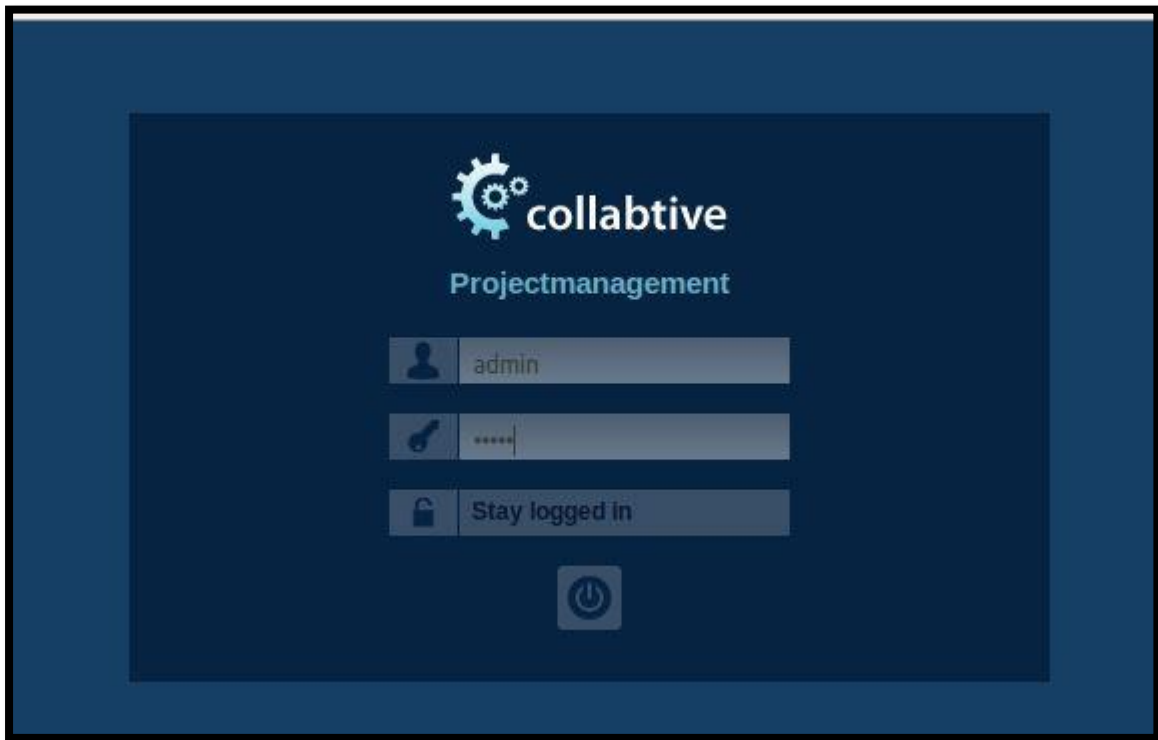 collabtive
Projectmanagement
admin
•••••
Stay logged in